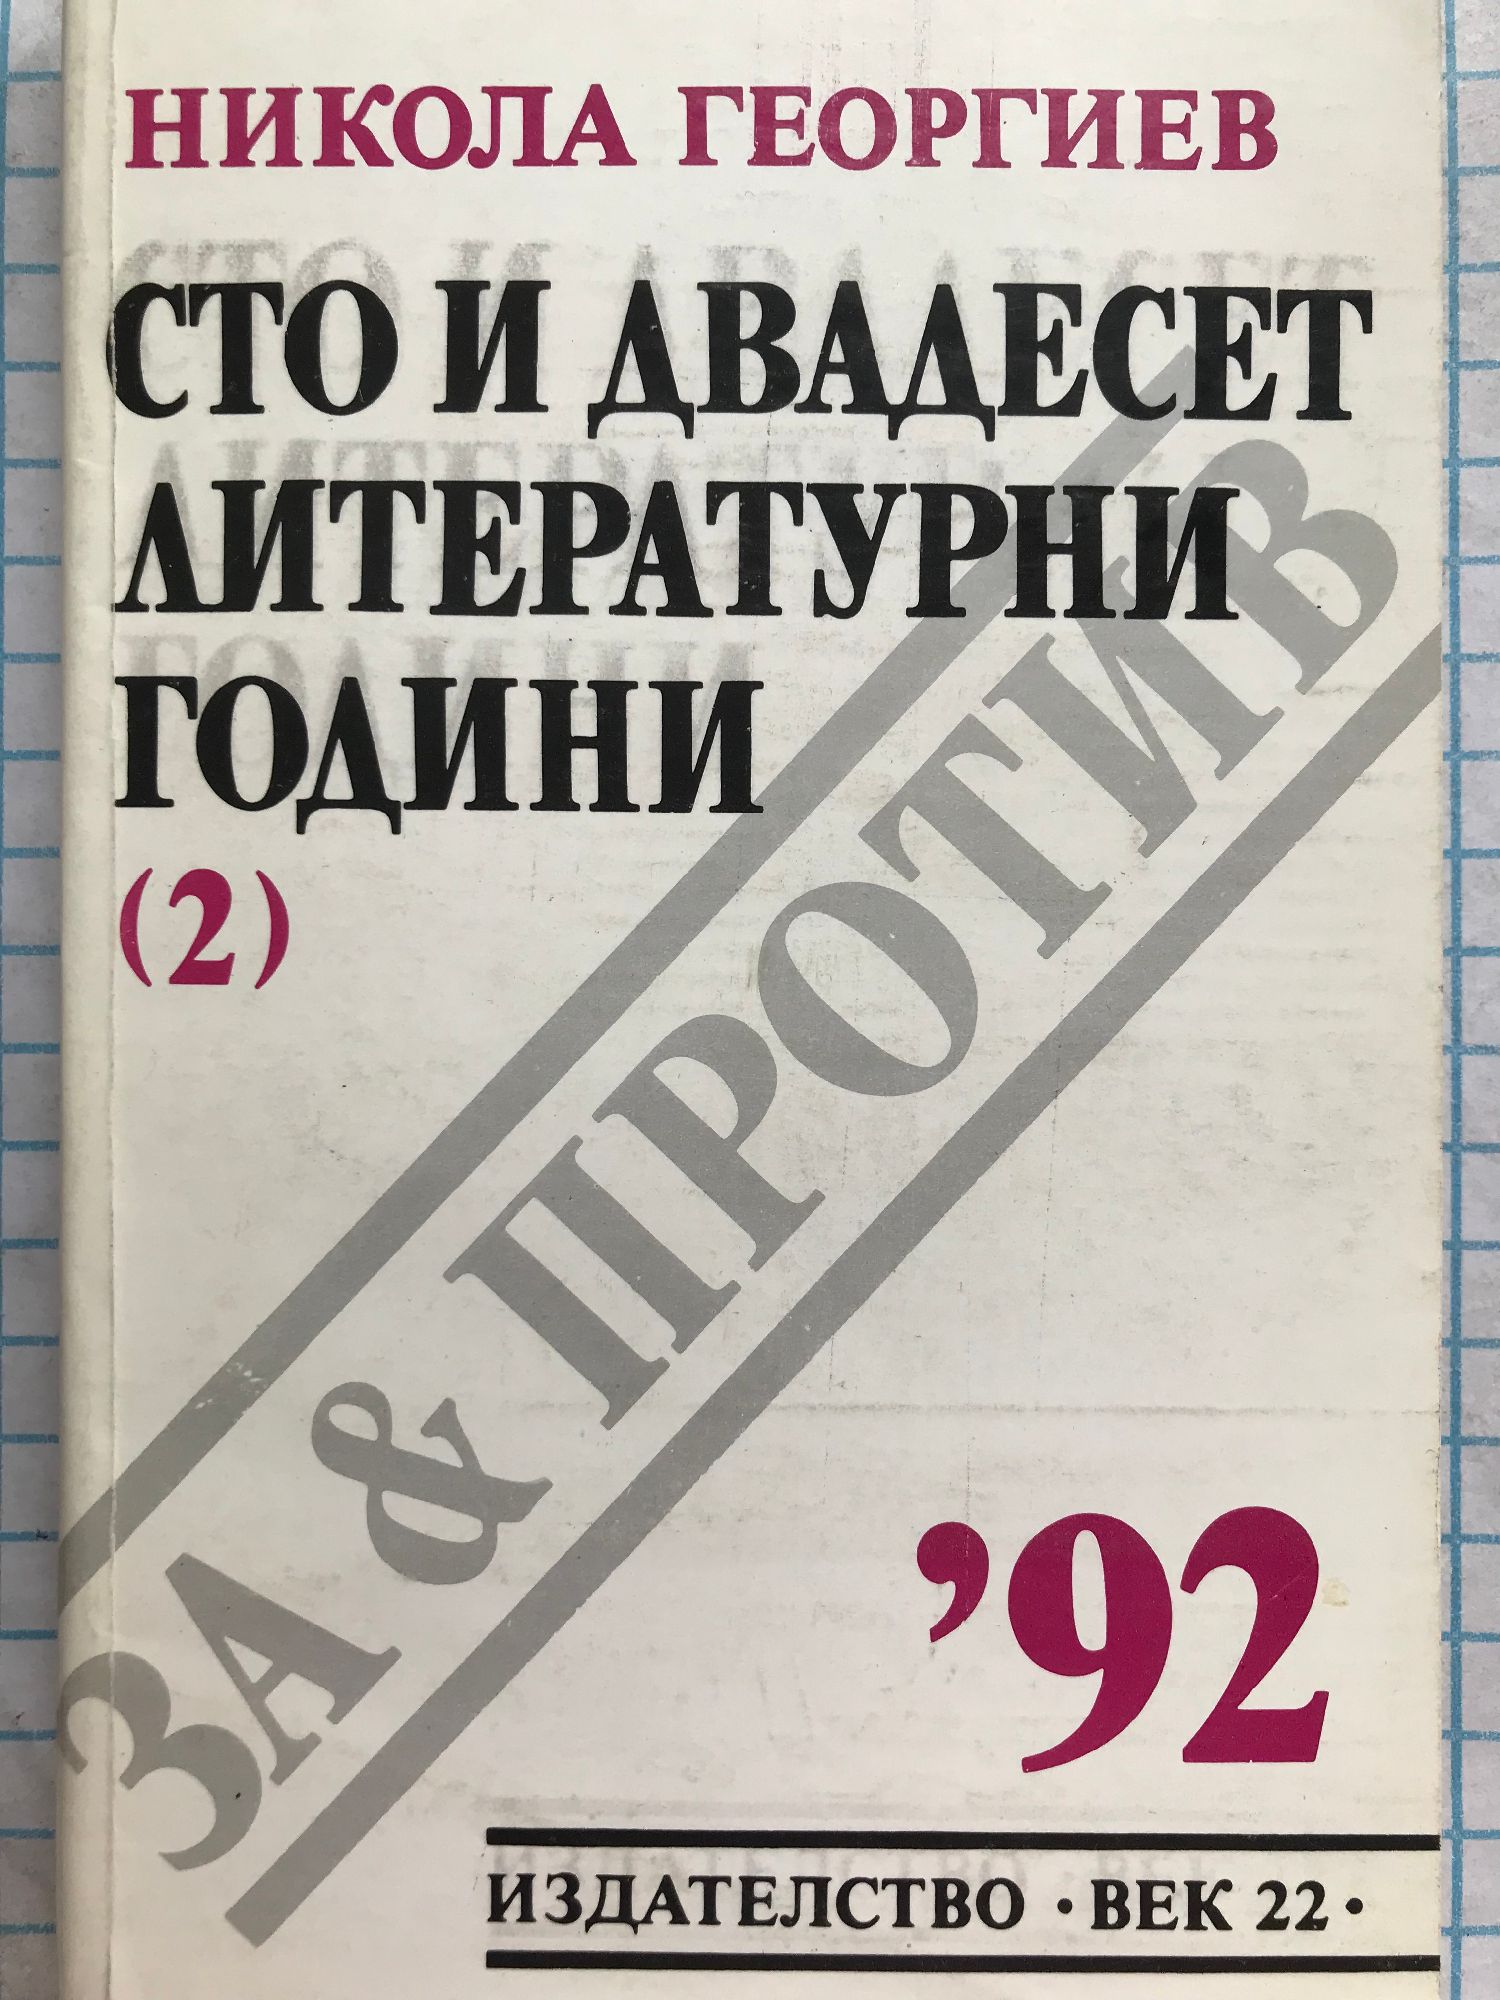 НИКОЛА ГЕОРГИЕВ
СТО И ДВАДЕСЕТ
ЛИТЕРАТУРНИ
ГОДИНИ
(2)
ЗА & ПРОТИВ
’92
ИЗДАТЕЛСТВО • ВЕК 22 •